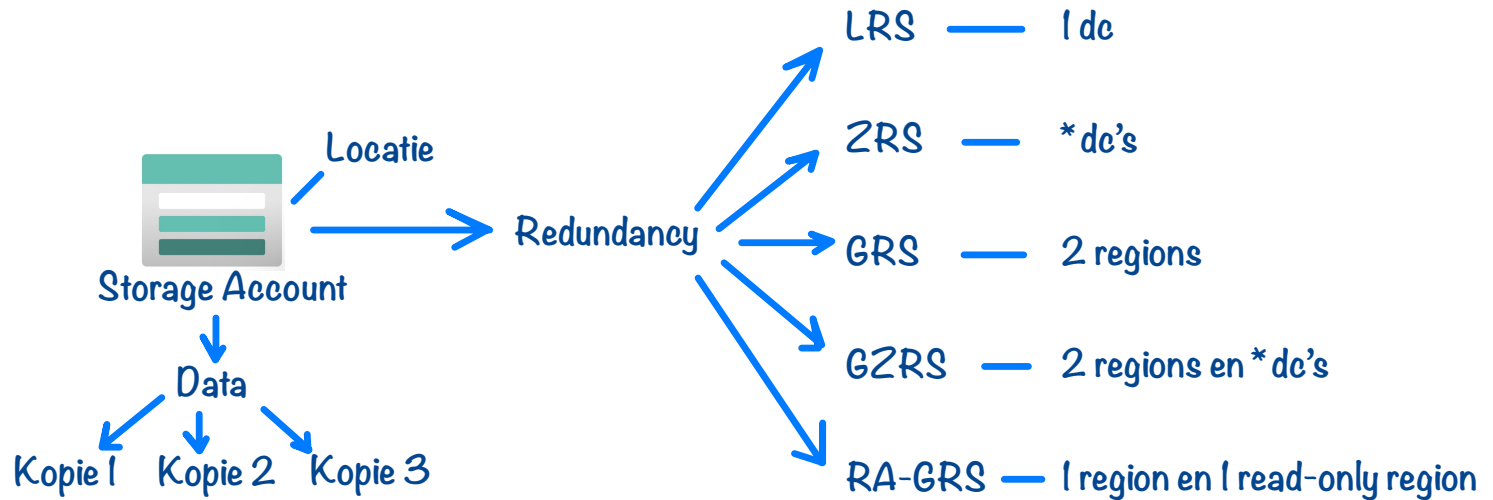 LRS — 1 dc
ZRS — * dc's
Locatie
Redundancy
GRS — 2 regions
Storage Account
GZRS — 2 regions en * dc's
Data
Kopie 1 Kopie 2 Kopie 3
RA-GRS — 1 region en 1 read-only region